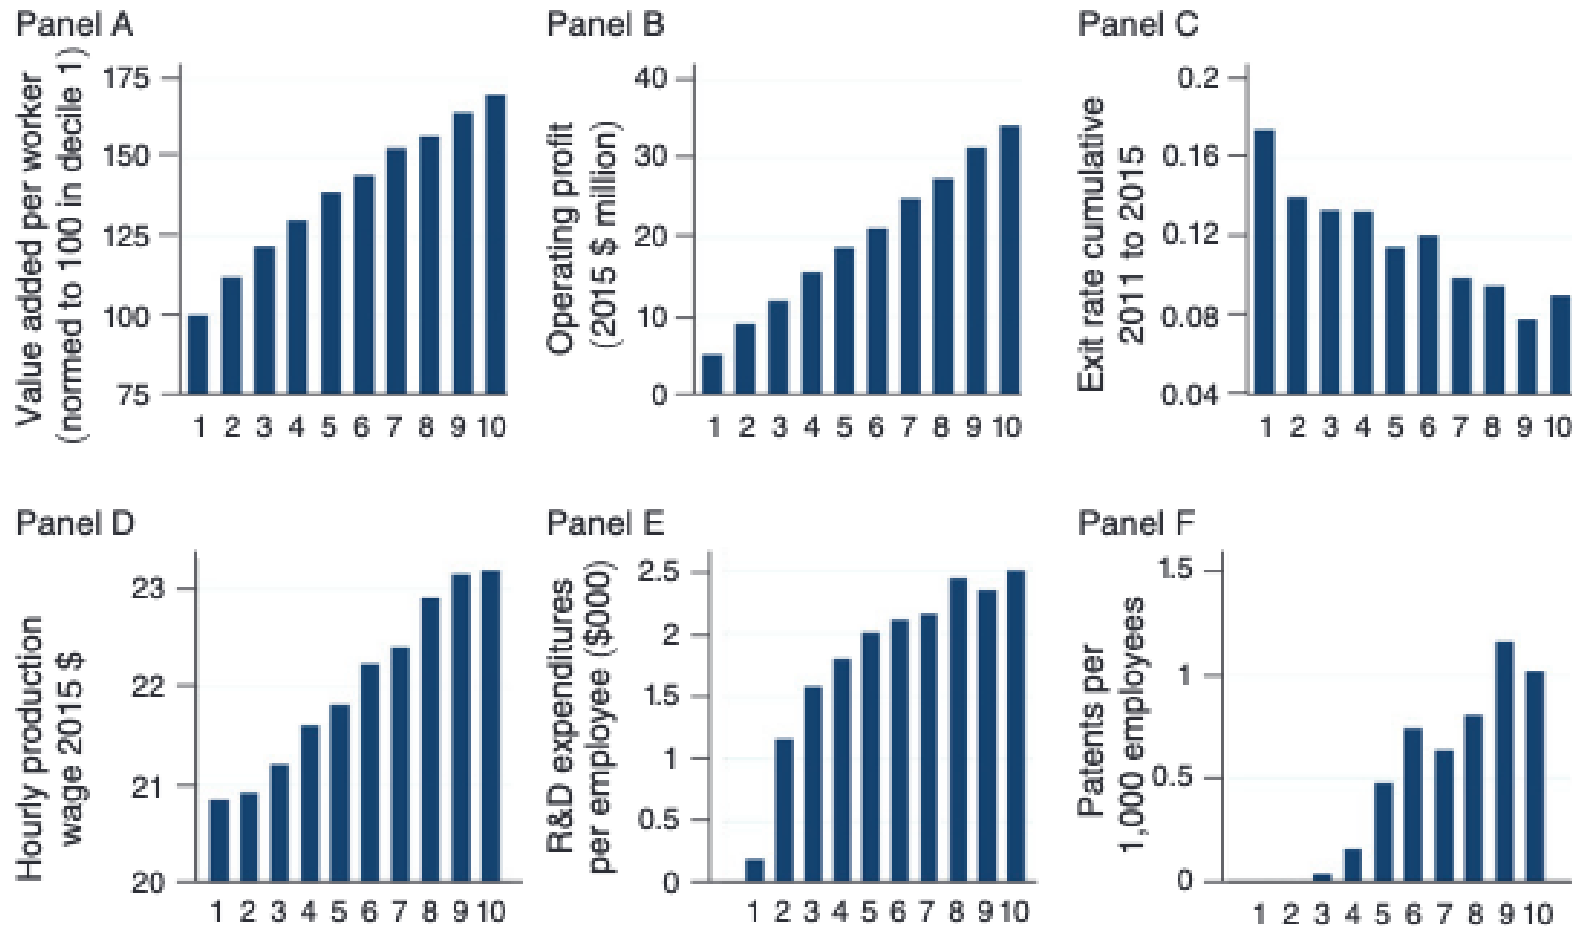 Panel A
Value added per worker
(normed to 100 in decile 1)
175
150
125
100
75
1 2 3 4 5 6 7 8 9 10
Panel B
Operating profit
(2015 $ million)
40
30
20
10
0
1 2 3 4 5 6 7 8 9 10
Panel C
Exit rate cumulative
2011 to 2015
0.2
0.16
0.12
0.08
0.04
1 2 3 4 5 6 7 8 9 10
Panel D
Hourly production
wage 2015 $
23
22
21
20
1 2 3 4 5 6 7 8 9 10
Panel E
R&D expenditures
per employee ($000)
2.5
2
1.5
1
0.5
0
1 2 3 4 5 6 7 8 9 10
Panel F
Patents per
1,000 employees
1.5
1
0.5
0
1 2 3 4 5 6 7 8 9 10